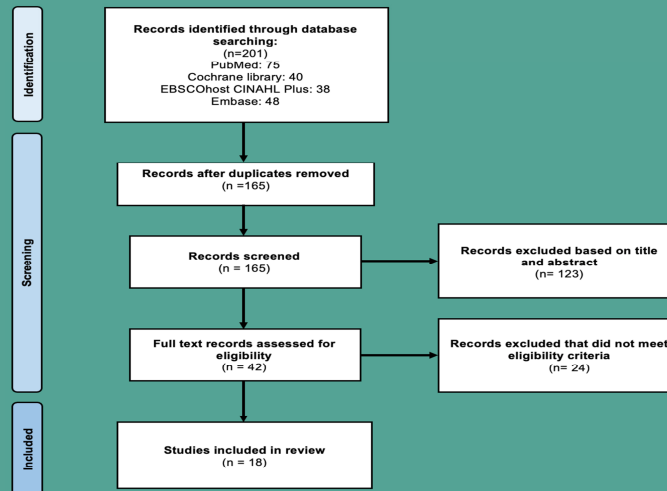 Identification
Records identified through database
searching:
(n=201)
PubMed: 75
Cochrane library: 40
EBSCOhost CINAHL Plus: 38
Embase: 48
Screening
Records after duplicates removed
(n =165)
Records screened
(n = 165)
Records excluded based on title
and abstract
(n= 123)
Full text records assessed for
eligibility
(n = 42)
Records excluded that did not meet
eligibility criteria
(n= 24)
Included
Studies included in review
(n = 18)